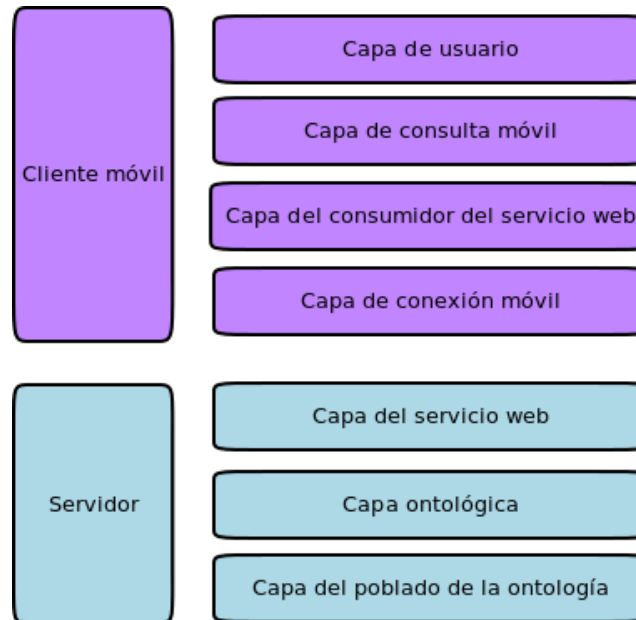 Cliente móvil
Capa de usuario
Capa de consulta móvil
Capa del consumidor del servicio web
Capa de conexión móvil
Servidor
Capa del servicio web
Capa ontológica
Capa del poblado de la ontología